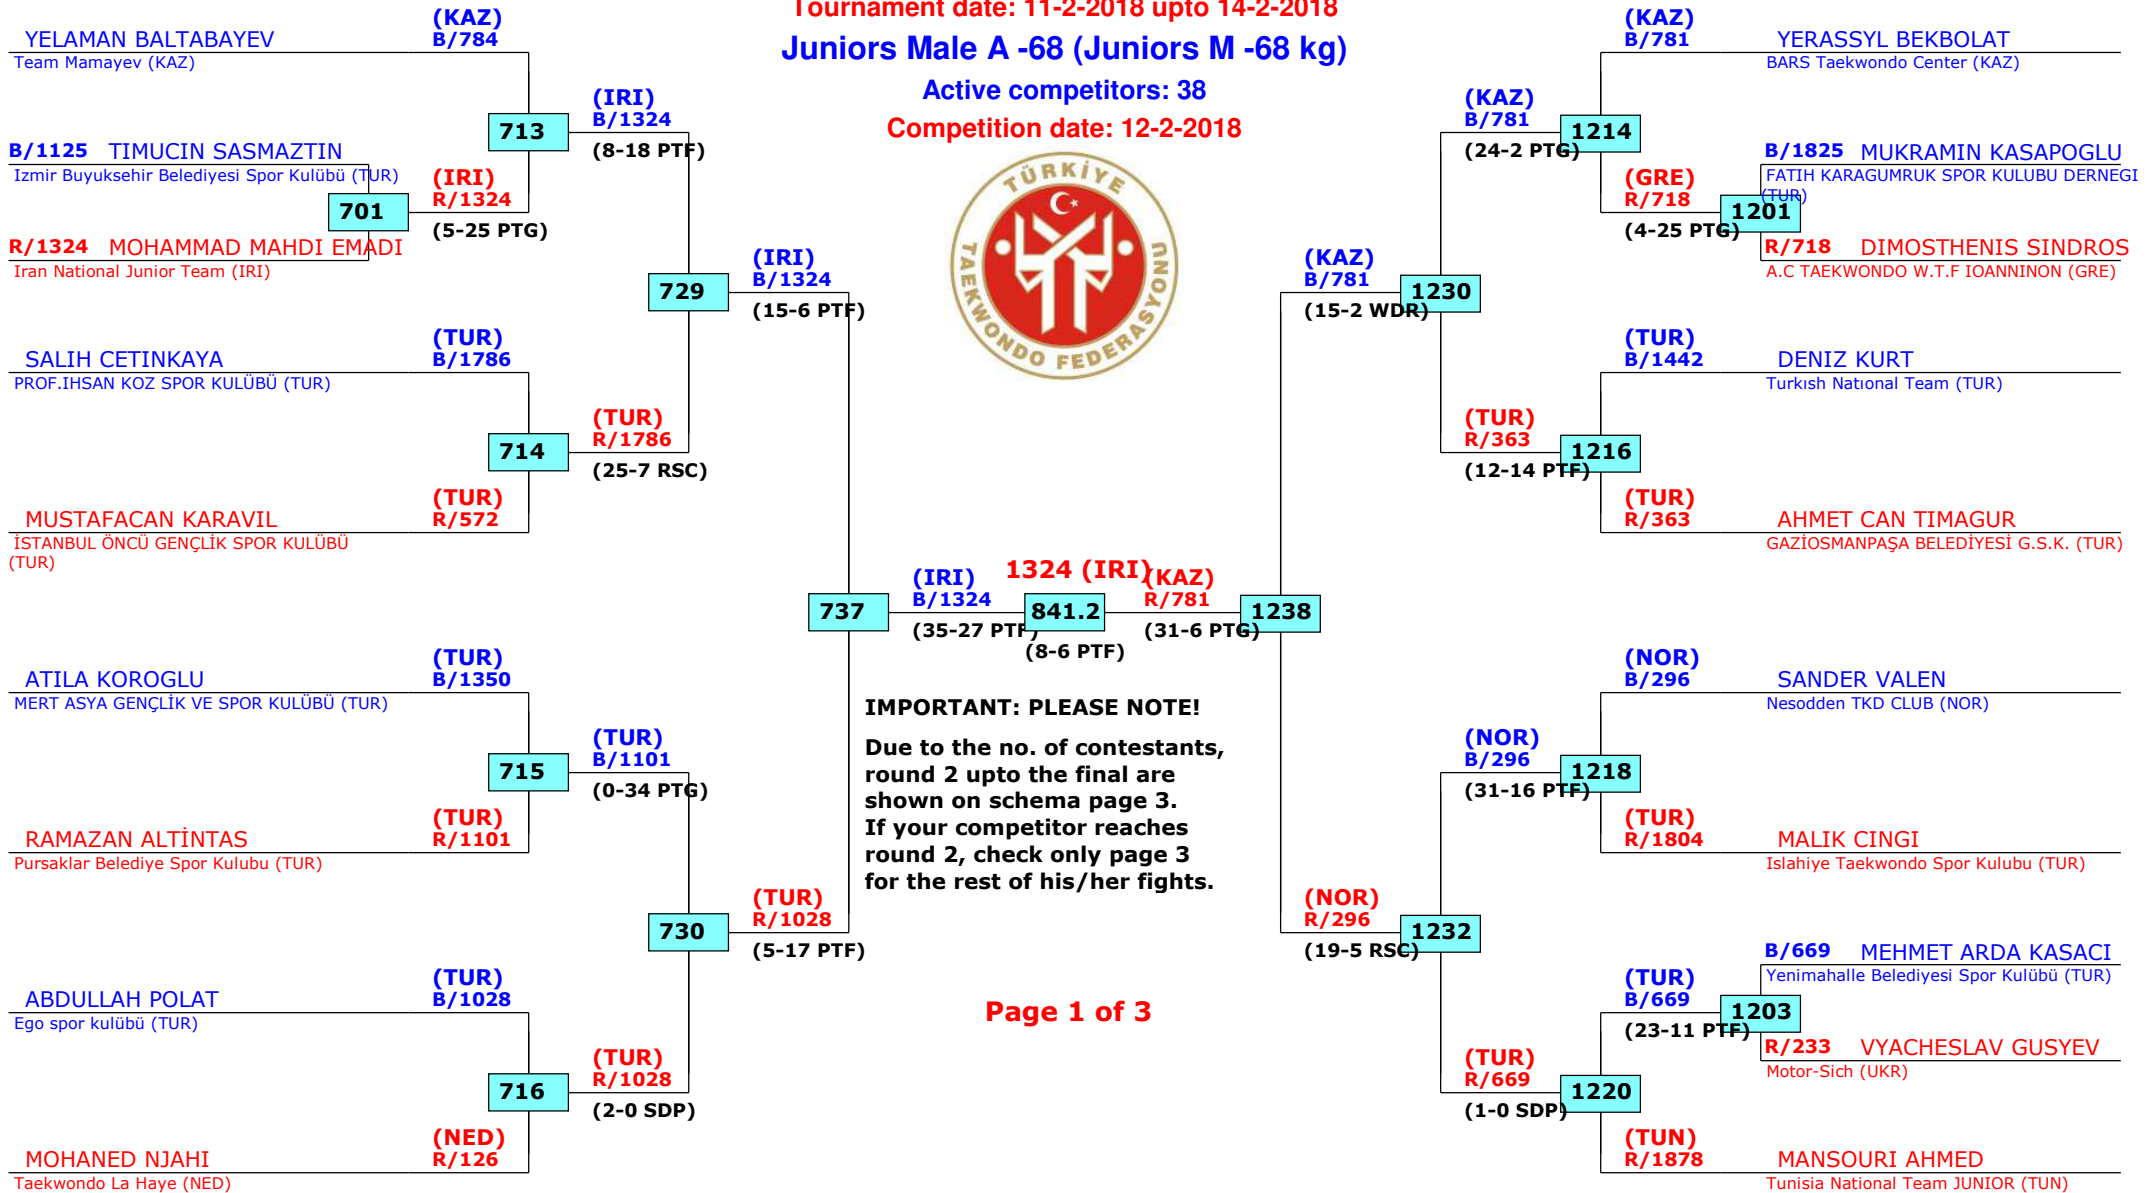 Tournament date: 11-2-2018 upto 14-2-2018
Juniors Male A -68 (Juniors M -68 kg)
Active competitors: 38
Competition date: 12-2-2018
TÜRKİYE
TAEKWONDO FEDERASYONU
YELAMAN BALTABAYEV
Team Mamayev (KAZ)
(KAZ)
B/784
713
(IRI)
B/1324
(8-18 PTF)
B/1125 TIMUCIN SASMAZTIN
Izmir Buyuksehir Belediyesi Spor Kulübü (TUR)
701
(IRI)
R/1324
(5-25 PTG)
R/1324 MOHAMMAD MAHDI EMADI
Iran National Junior Team (IRI)
729
(IRI)
B/1324
(15-6 PTF)
SALIH CETINKAYA
PROF.IHSAN KOZ SPOR KULÜBÜ (TUR)
(TUR)
B/1786
714
(TUR)
R/1786
(25-7 RSC)
MUSTAFACAN KARAVIL
İSTANBUL ÖNCÜ GENÇLİK SPOR KULÜBÜ
(TUR)
(TUR)
R/572
737
(IRI)
B/1324
(35-27 PTF)
1324 (IRI)
841.2
(8-6 PTF)
(KAZ)
R/781
(31-6 PTG)
1238
ATILA KOROGLU
MERT ASYA GENÇLİK VE SPOR KULÜBÜ (TUR)
(TUR)
B/1350
715
(TUR)
B/1101
(0-34 PTG)
RAMAZAN ALTİNTAS
Pursaklar Belediye Spor Kulubu (TUR)
(TUR)
R/1101
730
(TUR)
R/1028
(5-17 PTF)
ABDULLAH POLAT
Ego spor kulübü (TUR)
(TUR)
B/1028
716
(TUR)
R/1028
(2-0 SDP)
MOHANED NJAHI
Taekwondo La Haye (NED)
(NED)
R/126
IMPORTANT: PLEASE NOTE!
Due to the no. of contestants,
round 2 upto the final are
shown on schema page 3.
If your competitor reaches
round 2, check only page 3
for the rest of his/her fights.
Page 1 of 3
(KAZ)
B/781
YERASSYL BEKBOLAT
BARS Taekwondo Center (KAZ)
(KAZ)
B/781
(24-2 PTG)
1214
B/1825 MUKRAMIN KASAPOGLU
FATIH KARAGUMRUK SPOR KULUBU DERNEGI
(TUR)
(GRE)
R/718
(4-25 PTG)
1201
R/718 DIMOSTHENIS SINDROS
A.C TAEKWONDO W.T.F IOANNINON (GRE)
(KAZ)
B/781
(15-2 WDR)
1230
(TUR)
B/1442
DENIZ KURT
Turkısh Natıonal Team (TUR)
(TUR)
R/363
(12-14 PTF)
1216
(TUR)
R/363
AHMET CAN TIMAGUR
GAZİOSMANPAŞA BELEDİYESİ G.S.K. (TUR)
(NOR)
B/296
SANDER VALEN
Nesodden TKD CLUB (NOR)
(NOR)
B/296
(31-16 PTF)
1218
(TUR)
R/1804
MALIK CINGI
Islahiye Taekwondo Spor Kulubu (TUR)
(NOR)
R/296
(19-5 RSC)
1232
B/669 MEHMET ARDA KASACI
Yenimahalle Belediyesi Spor Kulübü (TUR)
(TUR)
B/669
(23-11 PTF)
1203
R/233 VYACHESLAV GUSYEV
Motor-Sich (UKR)
(TUR)
R/669
(1-0 SDP)
1220
(TUN)
R/1878
MANSOURI AHMED
Tunisia National Team JUNIOR (TUN)